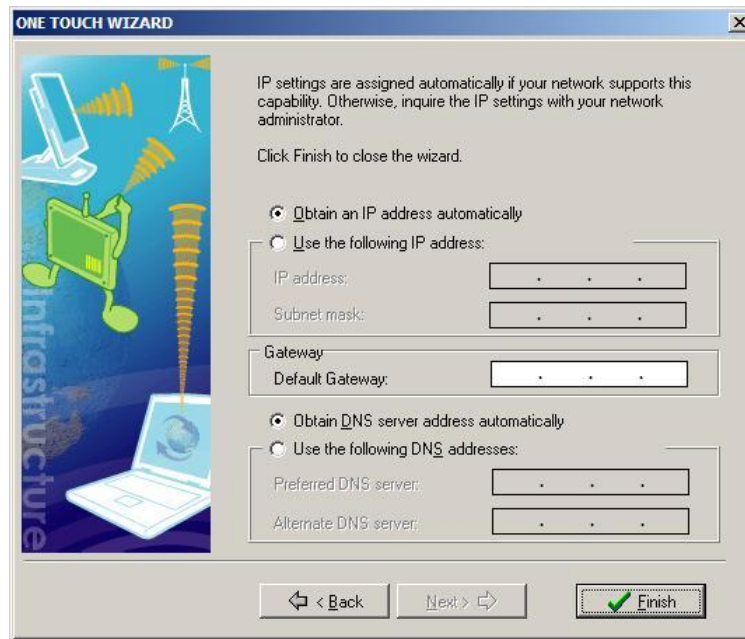 ONE TOUCH WIZARD
IP settings are assigned automatically if your network supports this
capability. Otherwise, inquire the IP settings with your network
administrator.
Click Finish to close the wizard.
Obtain an IP address automatically
Use the following IP address:
IP address:
Subnet mask:
Gateway
Default Gateway:
Obtain DNS server address automatically
Use the following DNS addresses:
Preferred DNS server:
Alternate DNS server:
Infrastructure
< Back
Next >
Finish